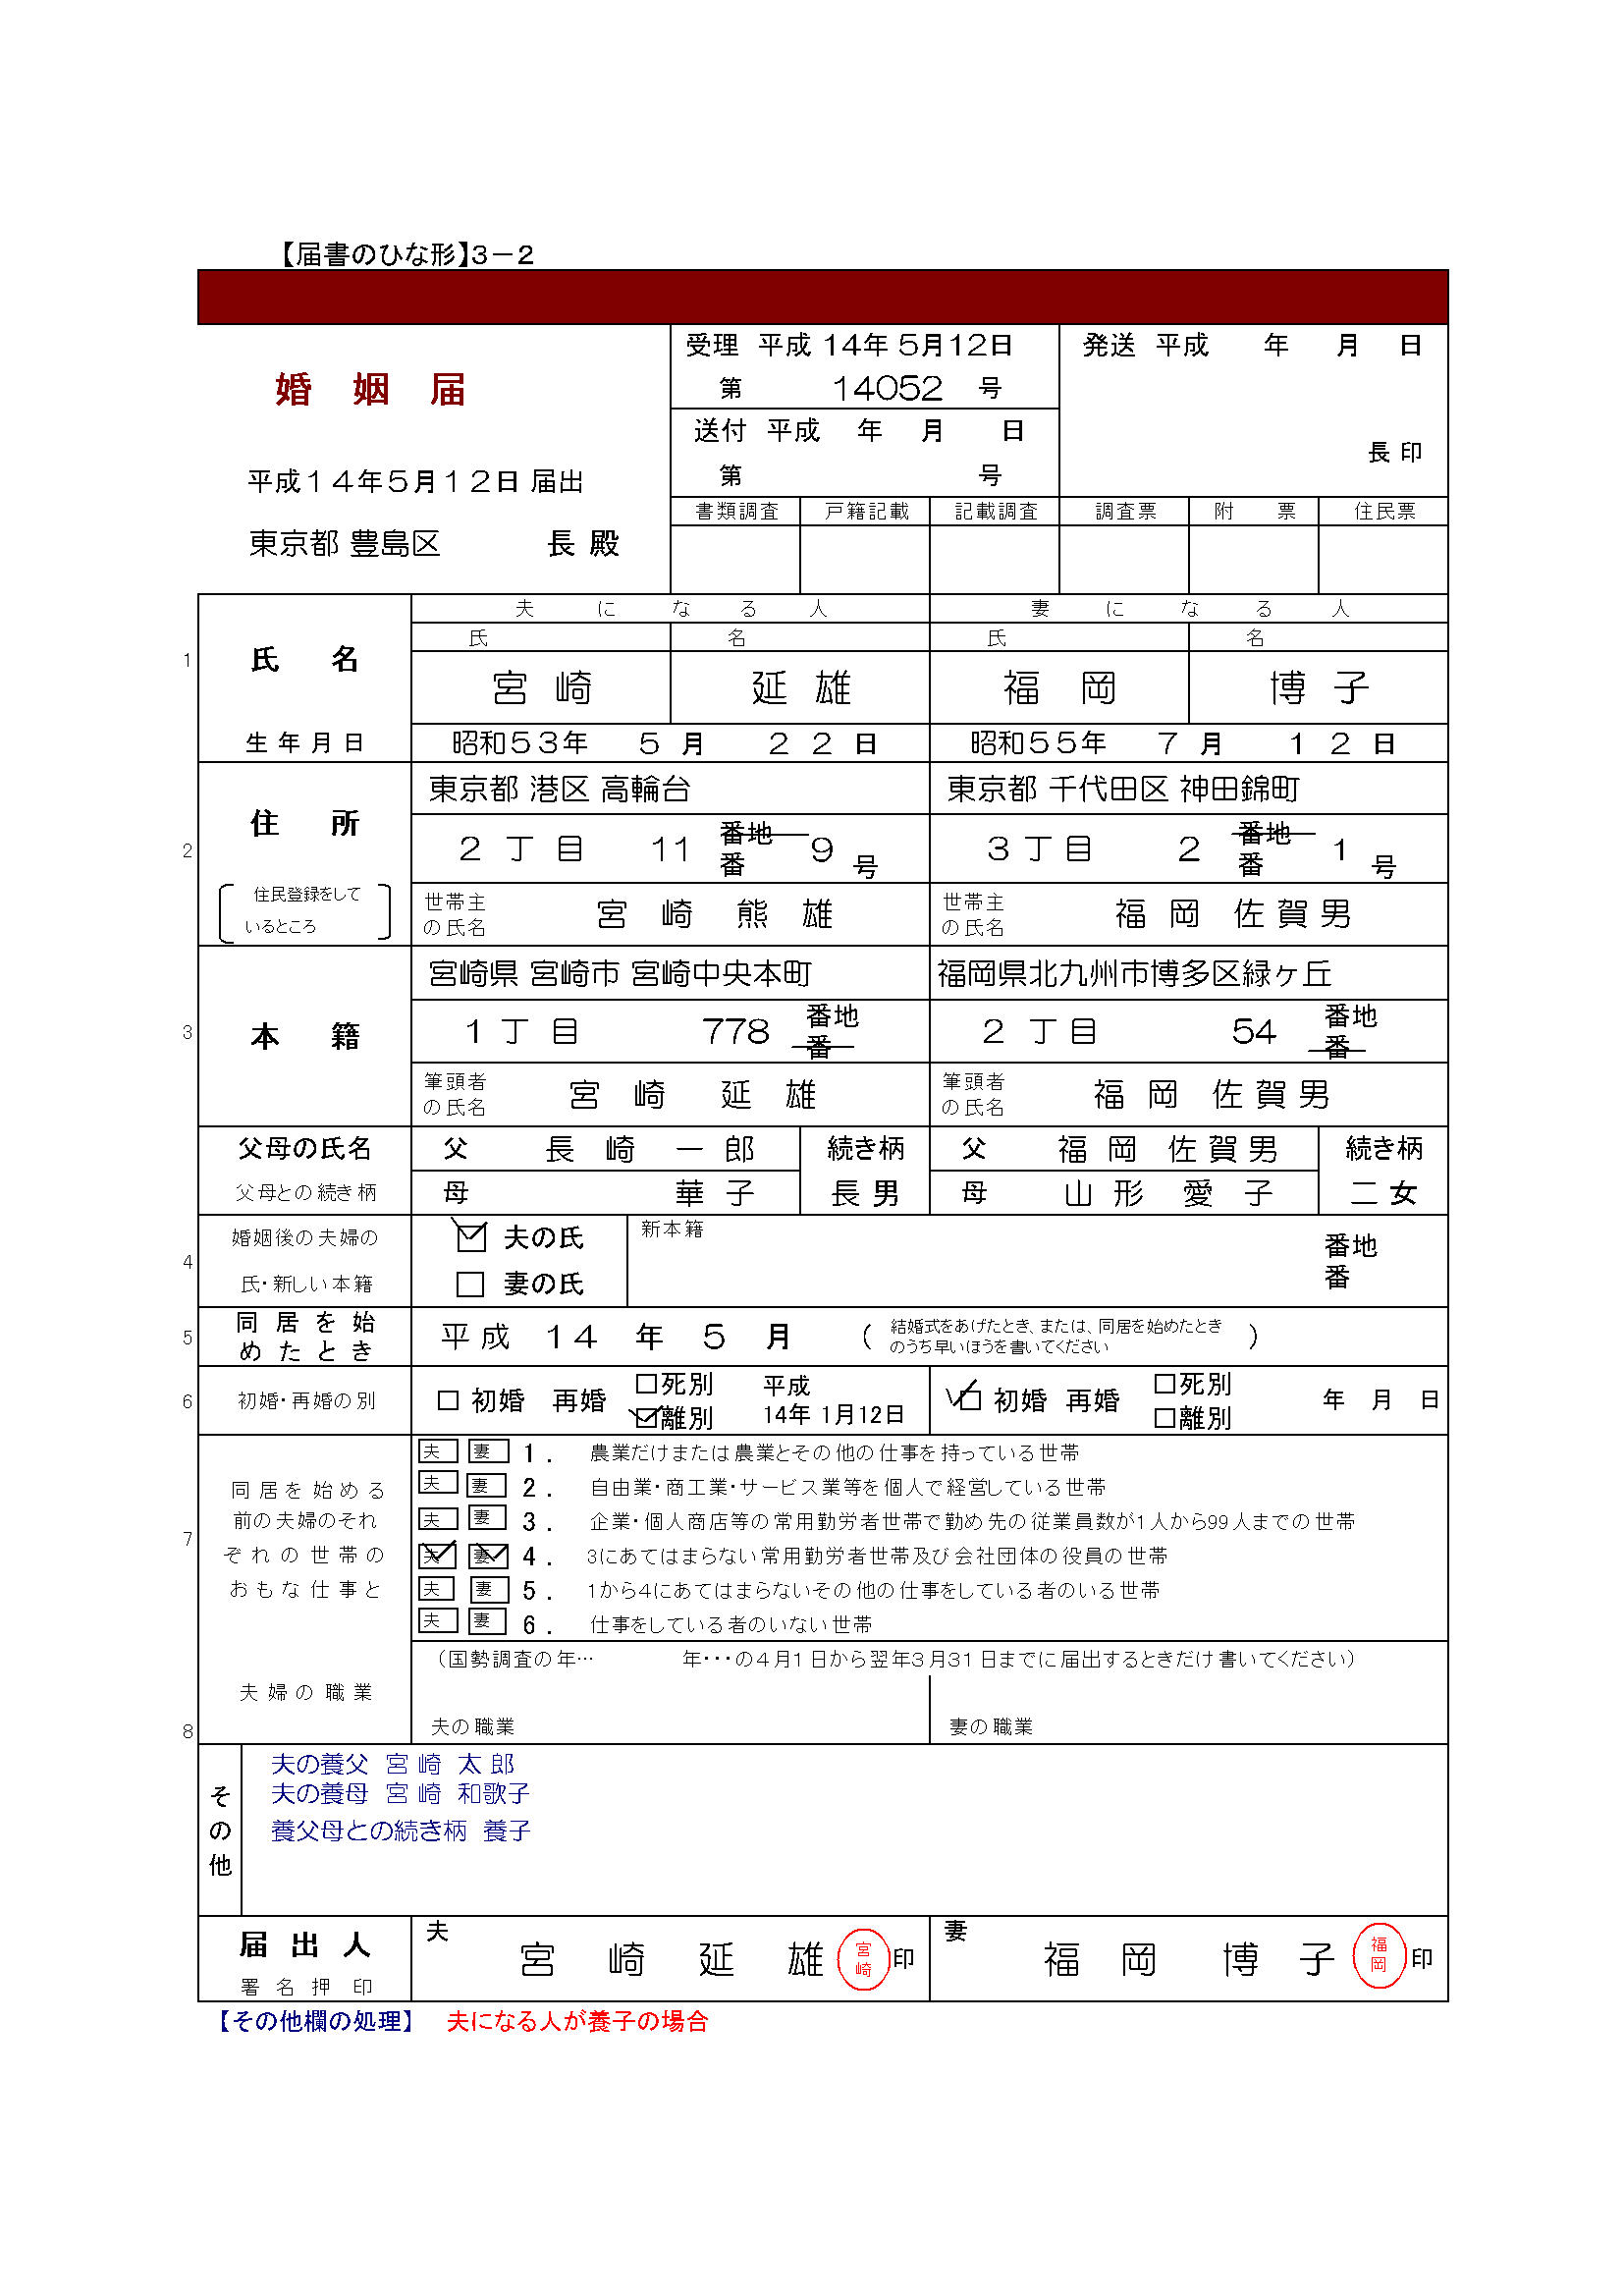 【届書のひな形】3－2
受理 平成 14年 5月12日
発送 平成 年 月 日
婚 姻 届
第 14052 号
送付 平成 年 月 日
長 印
第 号
平成14年5月12日 届出
書類調査 戸籍記載 記載調査 調査票 附 票 住民票
東京都 豊島区 長 殿
夫 に な る 人 妻 に な る 人
氏 名 氏 名
1 氏 名 宮 崎 延 雄 福 岡 博 子
生 年 月 日 昭和53年 5 月 22 日 昭和55年 7 月 12 日
東京都 港区 高輪台 東京都 千代田区 神田錦町
住 所
2 2 丁 目 11 番地 番 9 号 3 丁 目 2 番地 番 1 号
住民登録をして
いるところ
世帯主
の氏名
宮 崎 熊 雄
世帯主
の氏名
福 岡 佐 賀 男
宮崎県 宮崎市 宮崎中央本町 福岡県北九州市博多区緑ヶ丘
3 本 籍 1 丁 目 778 番地 番 2 丁 目 54 番地 番
筆頭者
の氏名
宮 崎 延 雄
筆頭者
の氏名
福 岡 佐 賀 男
父母の氏名 父 長 崎 一 郎 続き柄 父 福 岡 佐 賀 男 続き柄
父母との続き柄 母 華 子 長 男 母 山 形 愛 子 二 女
4 婚姻後の夫婦の
氏・新しい本籍
夫の氏
妻の氏
新本籍
番地
番
5 同 居 を 始
め た と き
平成 14 年 5 月 (結婚式をあげたとき、または、同居を始めたとき
のうち早いほうを書いてください)
6 初婚・再婚の別 □ 初婚 再婚 □死別 □離別 平成
14年 1月12日
□ 初婚 再婚 □死別 □離別 年 月 日
7 同居を始める
前の夫婦のそれ
ぞれの世帯の
おもな仕事と
夫 妻 1. 農業だけまたは農業とその他の仕事を持っている世帯
夫 妻 2. 自由業・商工業・サービス業等を個人で経営している世帯
夫 妻 3. 企業・個人商店等の常用勤労者世帯で勤め先の従業員数が1人から99人までの世帯
夫 妻 4. 3にあてはまらない常用勤労者世帯及び会社団体の役員の世帯
夫 妻 5. 1から4にあてはまらないその他の仕事をしている者のいる世帯
夫 妻 6. 仕事をしている者のいない世帯
(国勢調査の年… 年・・・の4月1日から翌年3月31日までに届出するときだけ書いてください)
夫婦の職業
8 夫の職業 妻の職業
その他
夫の養父 宮 崎 太 郎
夫の養母 宮 崎 和歌子
養父母との続き柄 養子
届 出 人
署 名 押 印
夫 宮 崎 延 雄 宮崎 印
妻 福 岡 博 子 福岡 印
【その他欄の処理】 夫になる人が養子の場合